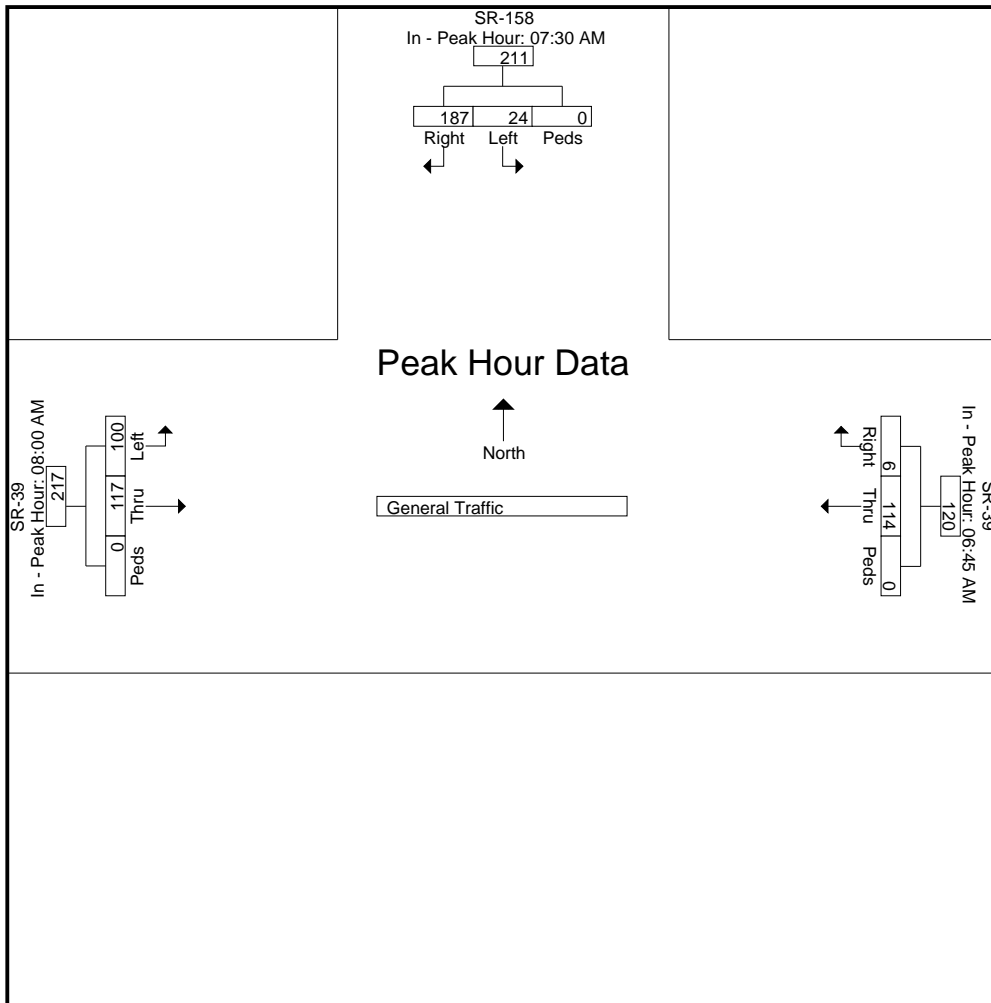 SR-158
In - Peak Hour: 07:30 AM
211
187 24 0
Right Left Peds
Peak Hour Data
North
General Traffic
SR-39
In - Peak Hour: 08:00 AM
217
100 117 0
Left Thru Peds
SR-39
In - Peak Hour: 06:45 AM
120
6 114 0
Right Thru Peds